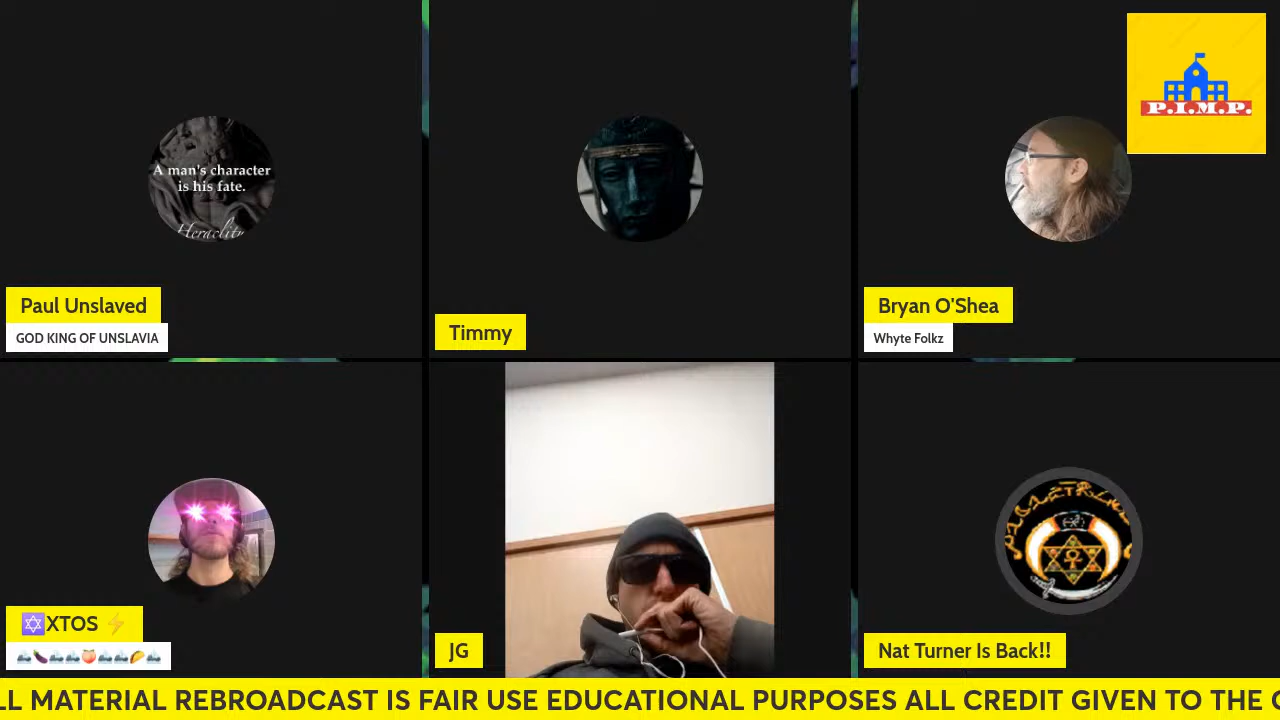 P.I.M.P.
A man's character
is his fate.
Heraclitv
Paul Unslaved
GOD KING OF UNSLAVIA
Timmy
Bryan O'Shea
Whyte Folkz
✡XTOS ⚡
JG
Nat Turner Is Back!!
LL MATERIAL REBROADCAST IS FAIR USE EDUCATIONAL PURPOSES ALL CREDIT GIVEN TO THE